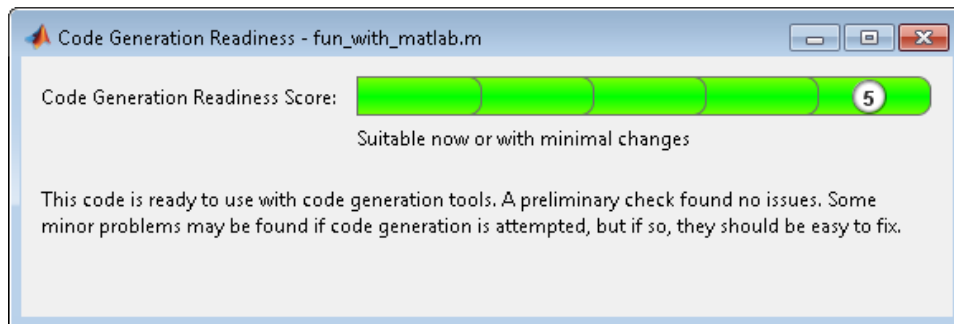 Code Generation Readiness - fun_with_matlab.m
Code Generation Readiness Score:
5
Suitable now or with minimal changes
This code is ready to use with code generation tools. A preliminary check found no issues. Some
minor problems may be found if code generation is attempted, but if so, they should be easy to fix.